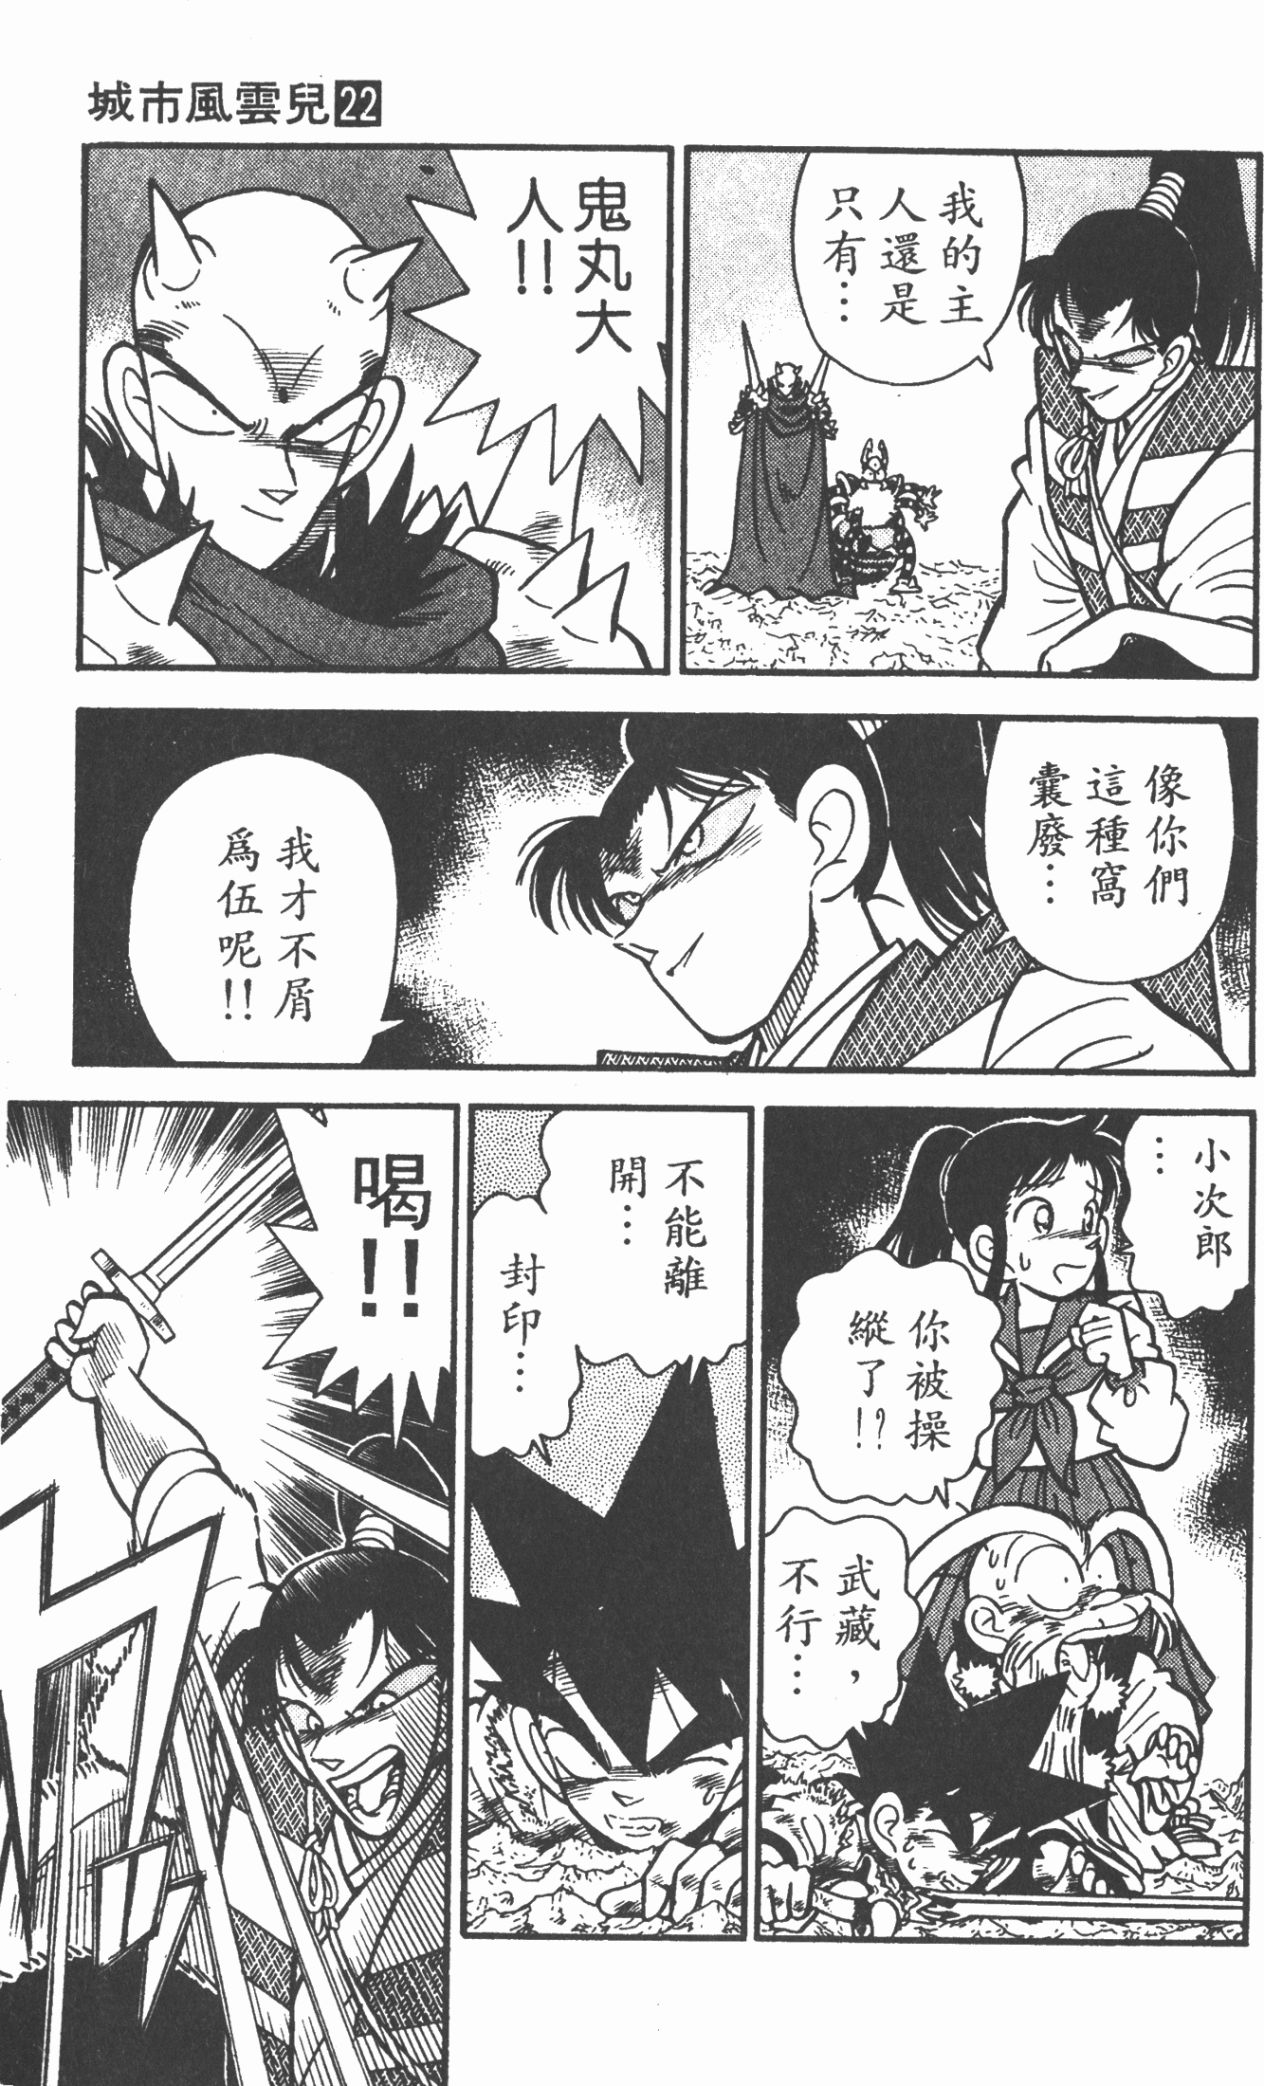 城市風雲兒22
我的主
人還是
只有…
鬼丸大
人!!
像你們
這種窩
囊廢…
我才不屑
爲伍呢!!
小次郎
…
你被操
縱了!?
武藏，
不行…
不能離
開…
封印…
喝!!